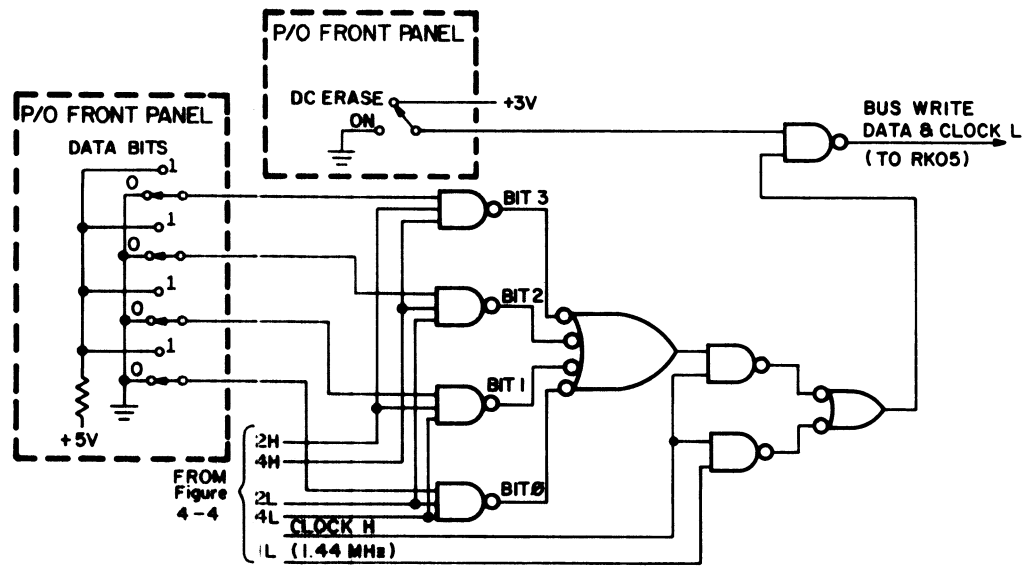 P/O FRONT PANEL
DC ERASE
+3V
ON
P/O FRONT PANEL
DATA BITS
1
0
1
0
1
0
1
0
+5V
BUS WRITE
DATA & CLOCK L
(TO RK05)
BIT 3
BIT 2
BIT 1
BIT Ø
FROM
Figure
4-4
2H
4H
2L
4L
CLOCK H
1L (1.44 MHz)